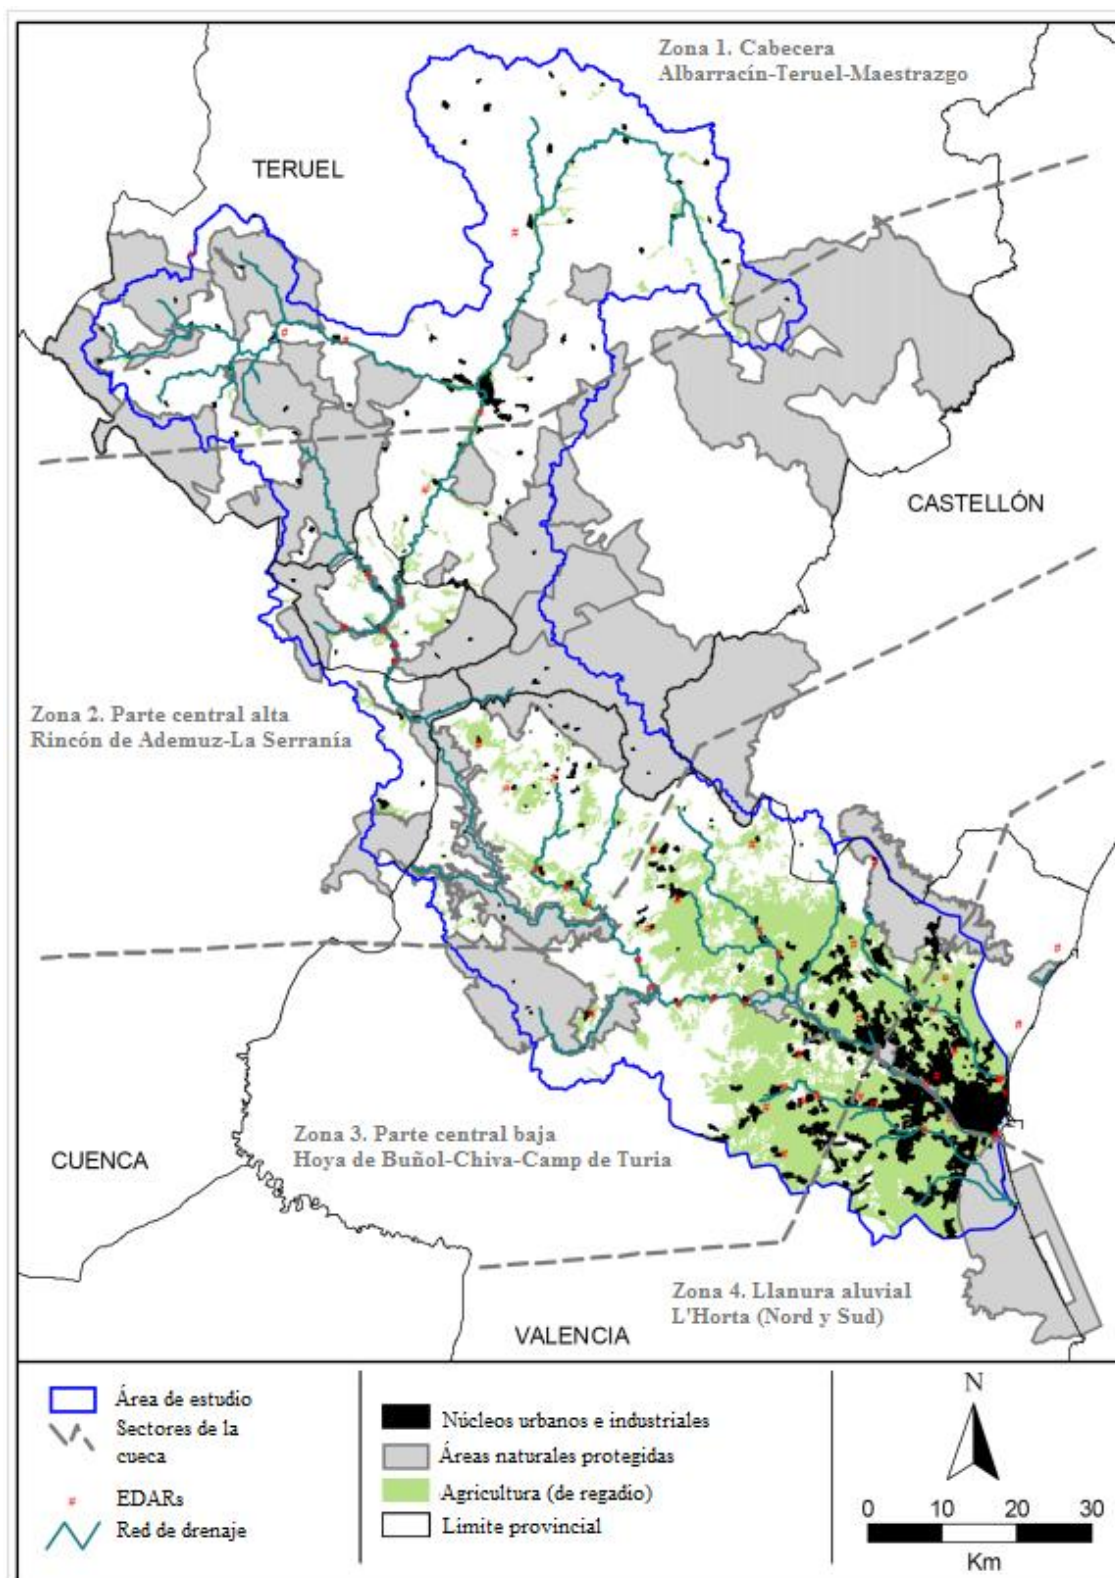 Zona 1. Cabecera
Albarracín-Teruel-Maestrazgo
TERUEL
CASTELLÓN
Zona 2. Parte central alta
Rincón de Ademuz-La Serranía
Zona 3. Parte central baja
Hoya de Buñol-Chiva-Camp de Turia
CUENCA
Zona 4. Llanura aluvial
L'Horta (Nord y Sud)
VALENCIA
Área de estudio
Sectores de la
cueca
EDARs
Red de drenaje
Núcleos urbanos e industriales
Áreas naturales protegidas
Agricultura (de regadío)
Límite provincial
N
0 10 20 30
Km